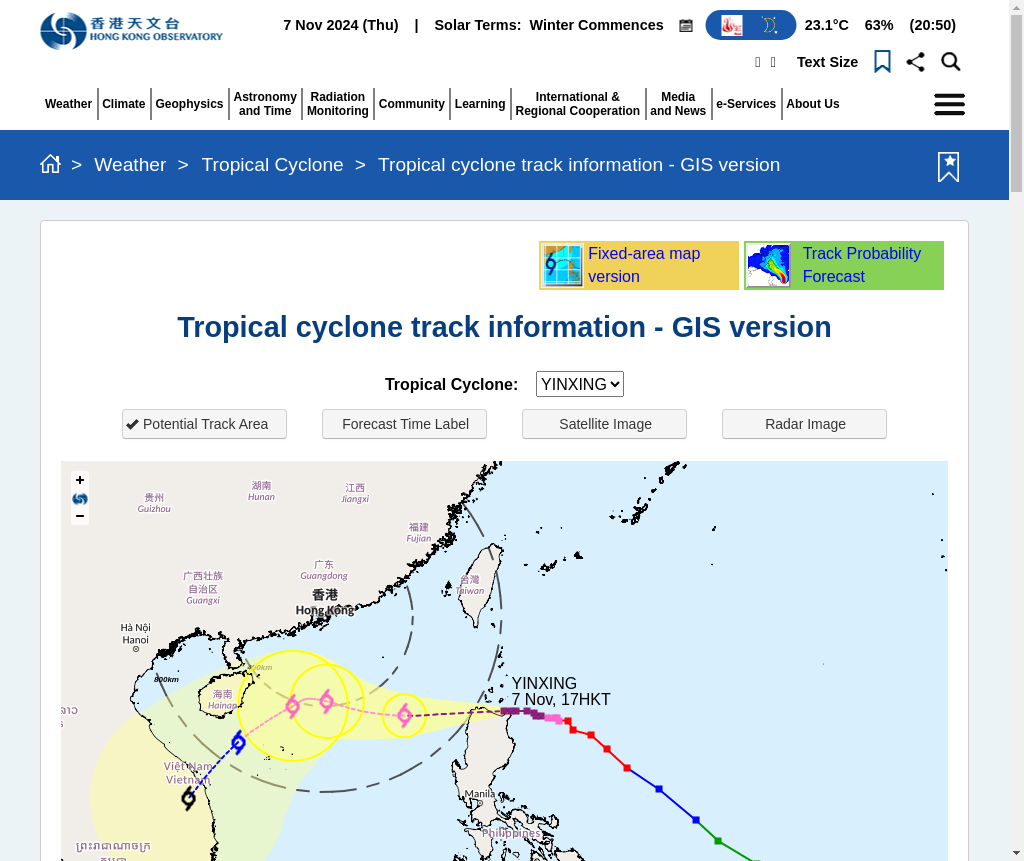 香港天文台
HONG KONG OBSERVATORY
7 Nov 2024 (Thu) | Solar Terms: Winter Commences 23.1°C 63% (20:50)
Text Size
Weather
Climate
Geophysics
Astronomy
and Time
Radiation
Monitoring
Community
Learning
International &
Regional Cooperation
Media
and News
e-Services
About Us
> Weather > Tropical Cyclone > Tropical cyclone track information - GIS version
Fixed-area map
version
Track Probability
Forecast
Tropical cyclone track information - GIS version
Tropical Cyclone: YINXING
Potential Track Area
Forecast Time Label
Satellite Image
Radar Image
+
−
贵州
Guizhou
湖南
Hunan
江西
Jiangxi
福建
Fujian
广东
Guangdong
广西壮族
自治区
Guangxi
台灣
Taiwan
香港
Hong Kong
Hà Nội
Hanoi
800km
海南
Hainan
YINXING
7 Nov, 17HKT
Việt Nam
Vietnam
Manila
Philippines
ព្រះរាជាណាចក្រ